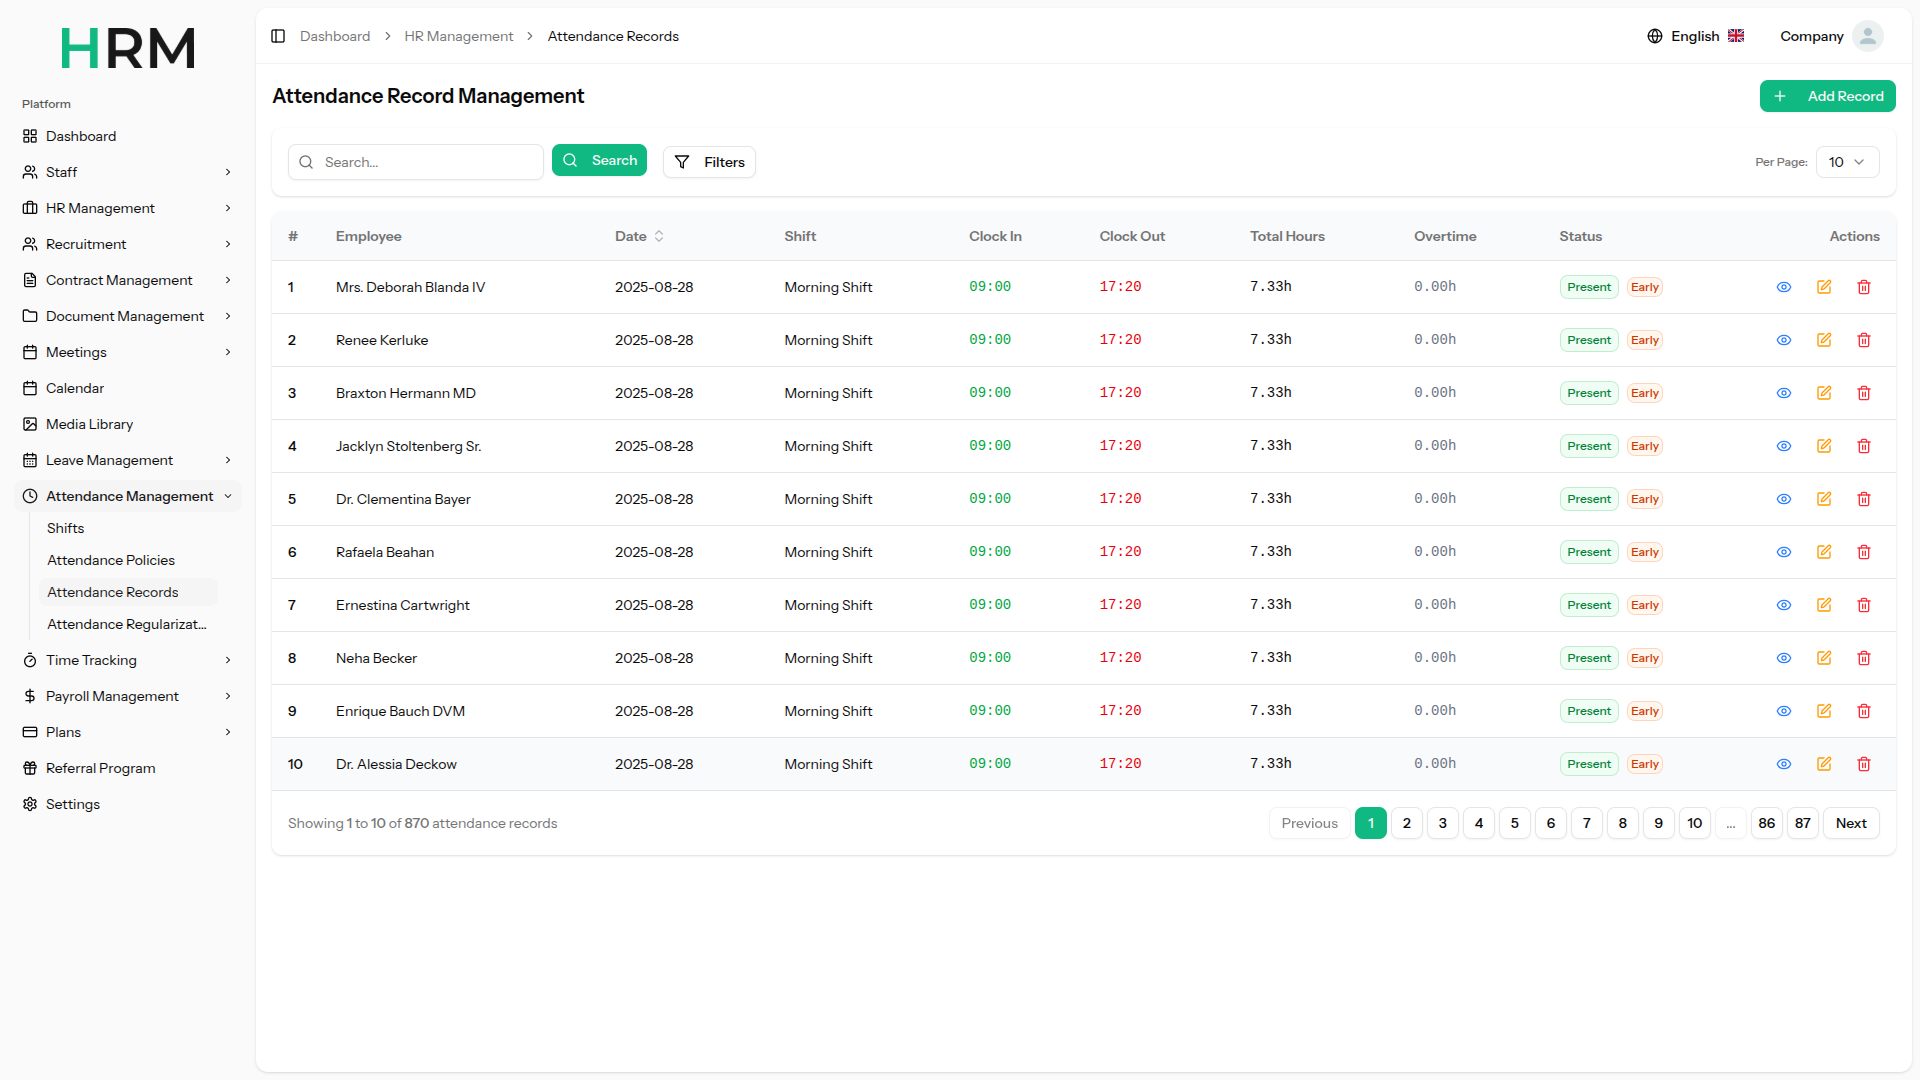 HRM
Platform
Dashboard
Staff
HR Management
Recruitment
Contract Management
Document Management
Meetings
Calendar
Media Library
Leave Management
Attendance Management
Shifts
Attendance Policies
Attendance Records
Attendance Regularizat...
Time Tracking
Payroll Management
Plans
Referral Program
Settings
Dashboard > HR Management > Attendance Records
English
Company
Attendance Record Management
+ Add Record
Search...
Search
Filters
Per Page: 10
# Employee Date Shift Clock In Clock Out Total Hours Overtime Status Actions
1 Mrs. Deborah Blanda IV 2025-08-28 Morning Shift 09:00 17:20 7.33h 0.00h Present Early
2 Renee Kerluke 2025-08-28 Morning Shift 09:00 17:20 7.33h 0.00h Present Early
3 Braxton Hermann MD 2025-08-28 Morning Shift 09:00 17:20 7.33h 0.00h Present Early
4 Jacklyn Stoltenberg Sr. 2025-08-28 Morning Shift 09:00 17:20 7.33h 0.00h Present Early
5 Dr. Clementina Bayer 2025-08-28 Morning Shift 09:00 17:20 7.33h 0.00h Present Early
6 Rafaela Beahan 2025-08-28 Morning Shift 09:00 17:20 7.33h 0.00h Present Early
7 Ernestina Cartwright 2025-08-28 Morning Shift 09:00 17:20 7.33h 0.00h Present Early
8 Neha Becker 2025-08-28 Morning Shift 09:00 17:20 7.33h 0.00h Present Early
9 Enrique Bauch DVM 2025-08-28 Morning Shift 09:00 17:20 7.33h 0.00h Present Early
10 Dr. Alessia Deckow 2025-08-28 Morning Shift 09:00 17:20 7.33h 0.00h Present Early
Showing 1 to 10 of 870 attendance records
Previous 1 2 3 4 5 6 7 8 9 10 ... 86 87 Next